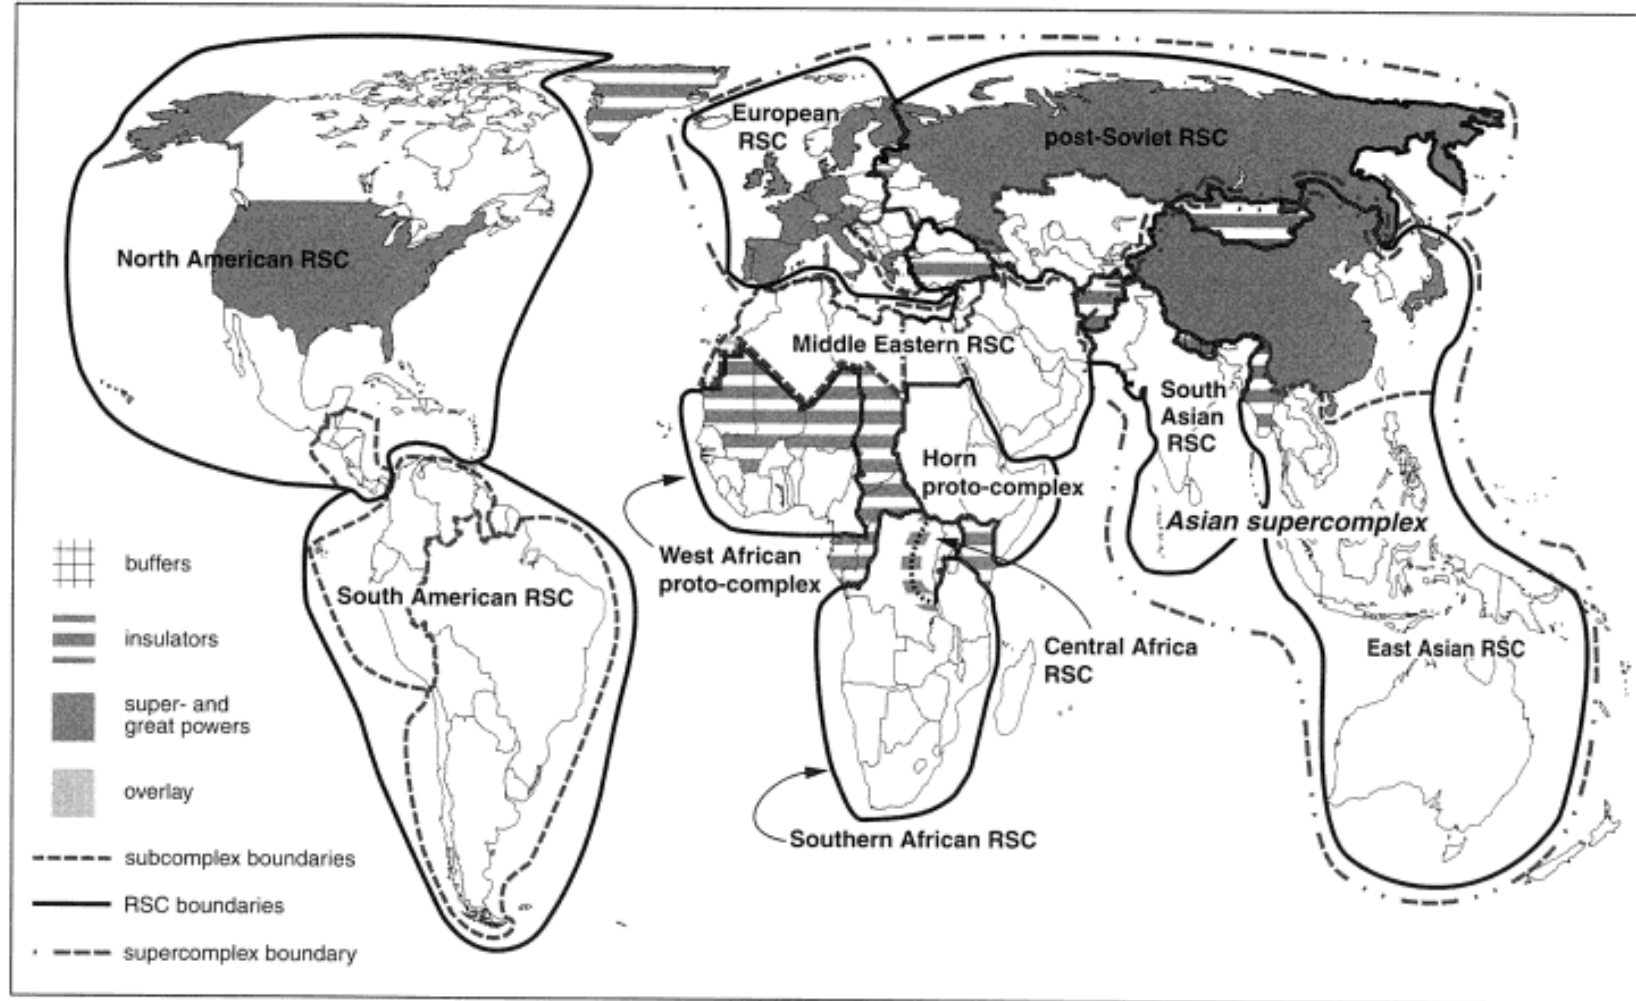 European
RSC
post-Soviet RSC
North American RSC
Middle Eastern RSC
South
Asian
RSC
Horn
proto-complex
Asian supercomplex
West African
proto-complex
South American RSC
Central Africa
RSC
East Asian RSC
Southern African RSC
buffers
insulators
super- and
great powers
overlay
subcomplex boundaries
RSC boundaries
supercomplex boundary